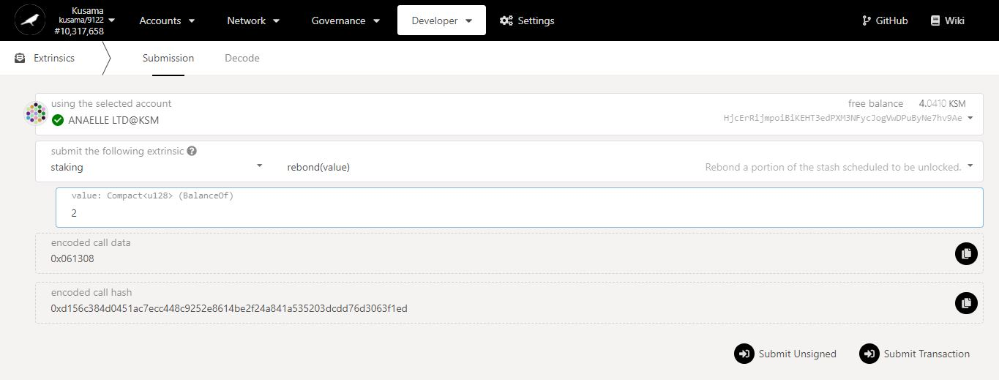 Kusama
kusama/9122
#10,317,658
Accounts
Network
Governance
Developer
Settings
GitHub
Wiki
Extrinsics
Submission
Decode
using the selected account
ANAELLE LTD@KSM
free balance 4.0410 KSM
HjcErRijmpoiBiKEHT3edPXM3NFycJogVwDPuByNe7hv9Ae
submit the following extrinsic
staking
rebond(value)
Rebond a portion of the stash scheduled to be unlocked.
value: Compact<u128> (BalanceOf)
2
encoded call data
0x061308
encoded call hash
0xd156c384d0451ac7ecc448c9252e8614be2f24a841a535203dcdd76d3063f1ed
Submit Unsigned
Submit Transaction